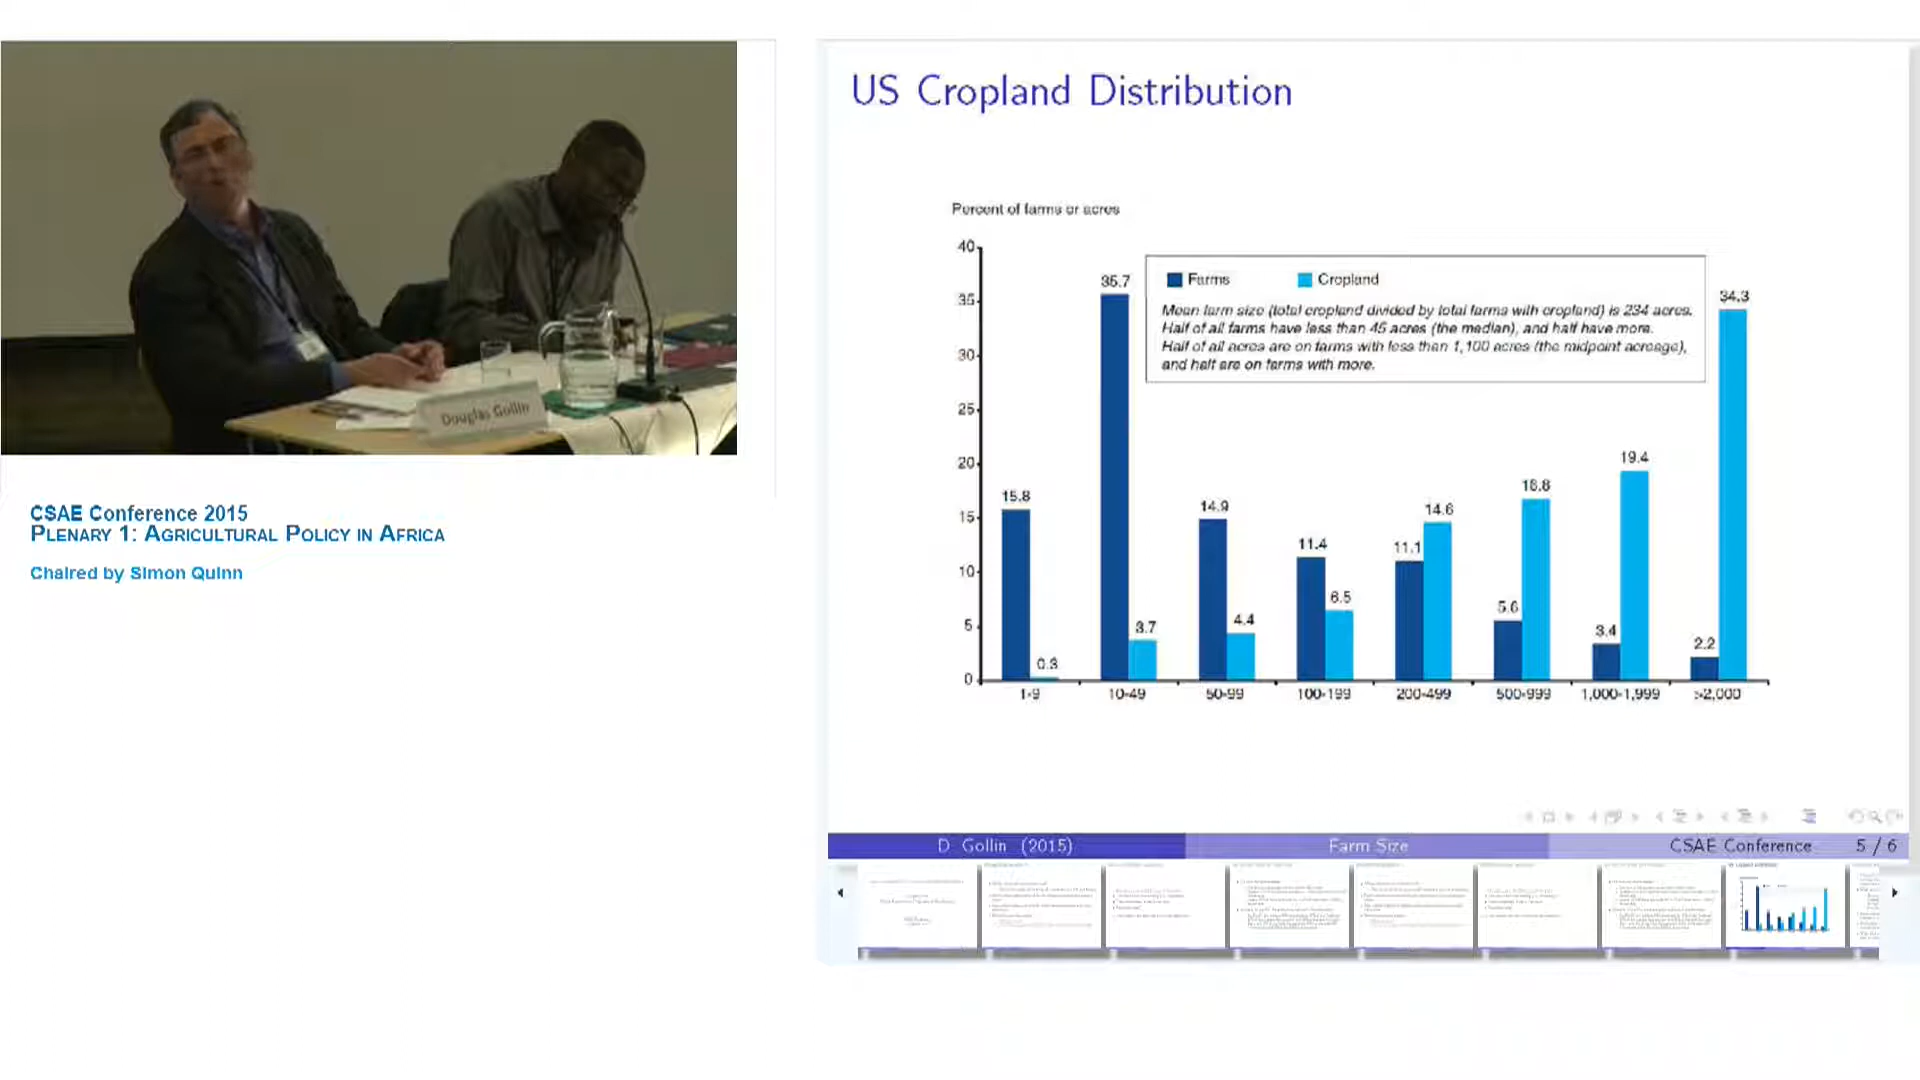 Douglas Gollin
CSAE Conference 2015
PLENARY 1: AGRICULTURAL POLICY IN AFRICA
Chaired by Simon Quinn
US Cropland Distribution
Percent of farms or acres
Farms
Cropland
Mean farm size (total cropland divided by total farms with cropland) is 234 acres.
Half of all farms have less than 45 acres (the median), and half have more.
Half of all acres are on farms with less than 1,100 acres (the midpoint acreage),
and half are on farms with more.
40
35
30
25
20
15
10
5
0
15.8
0.3
35.7
3.7
14.9
4.4
11.4
6.5
11.1
14.6
5.6
16.8
3.4
19.4
2.2
34.3
1-9
10-49
50-99
100-199
200-499
500-999
1,000-1,999
>2,000
D Gollin (2015)
Farm Size
CSAE Conference
5 / 6